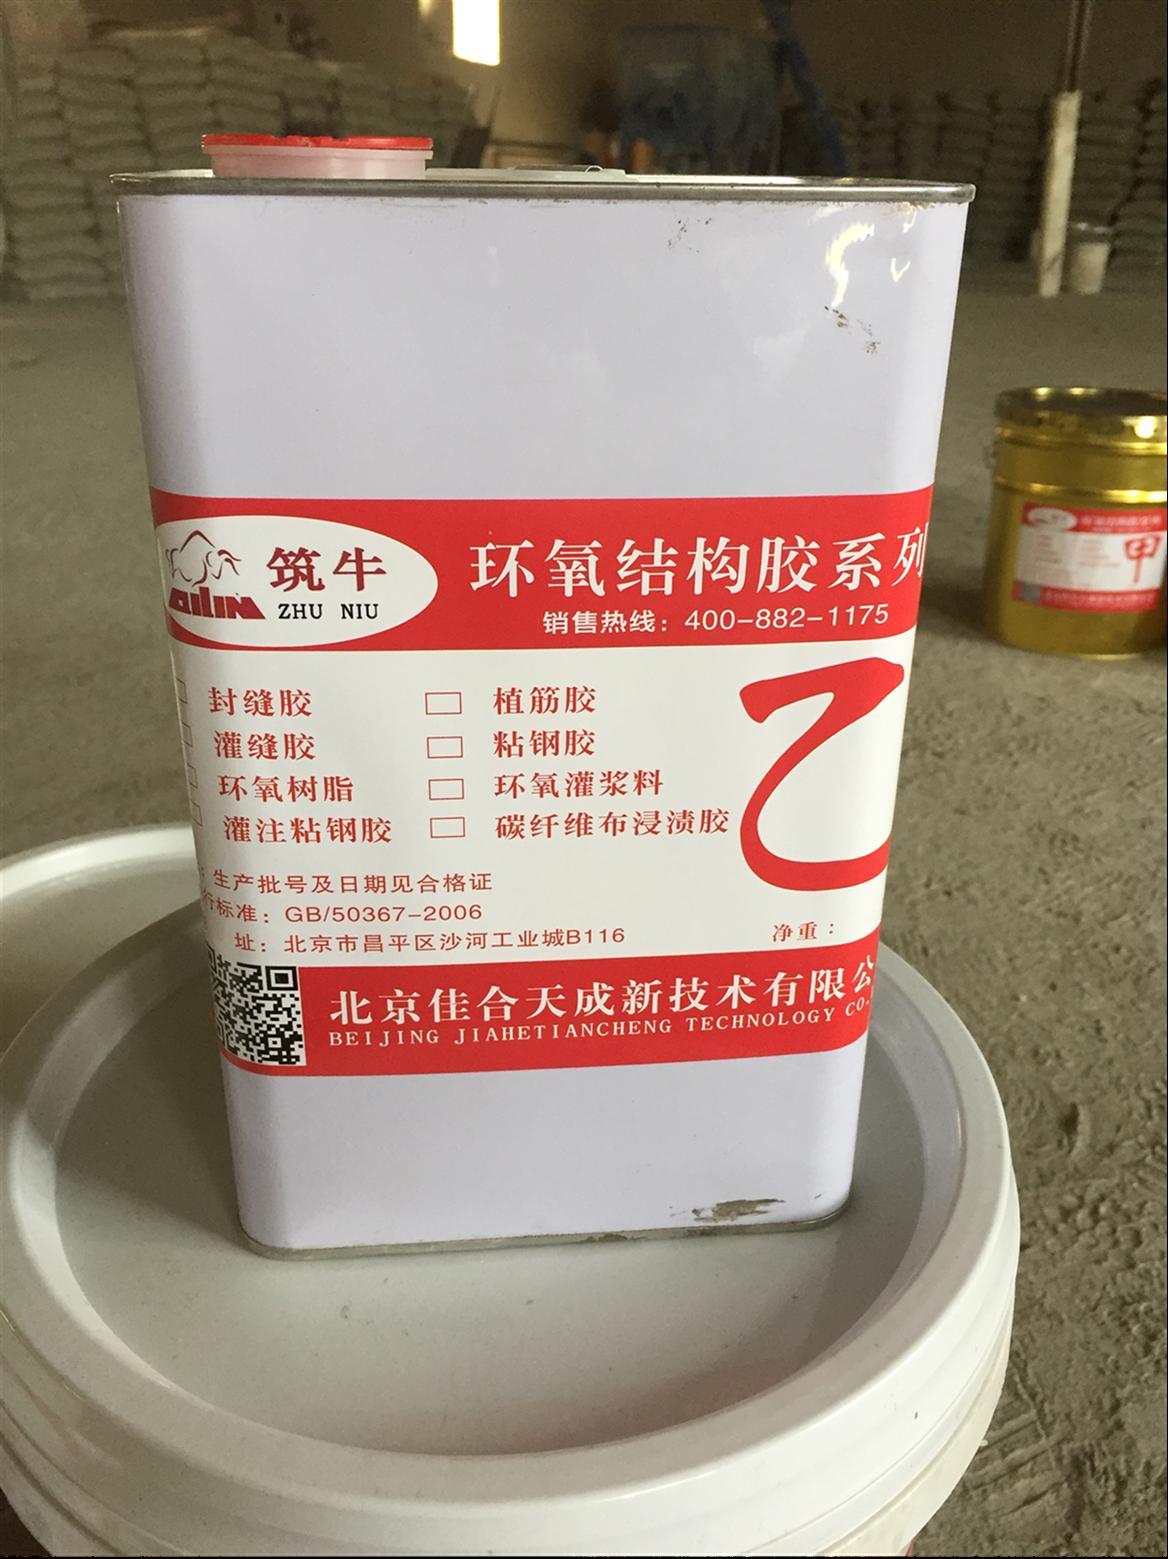 筑牛
QILIN
ZHU NIU
环氧结构胶系列
销售热线：400-882-1175
封缝胶
植筋胶
灌缝胶
粘钢胶
环氧树脂
环氧灌浆料
灌注粘钢胶
碳纤维布浸渍胶
乙
生产批号及日期见合格证
行标准：GB/50367-2006
址：北京市昌平区沙河工业城B116
净重：
北京佳合天成新技术有限公
BEIJING JIAHETIANCHENG TECHNOLOGY CO.
甲